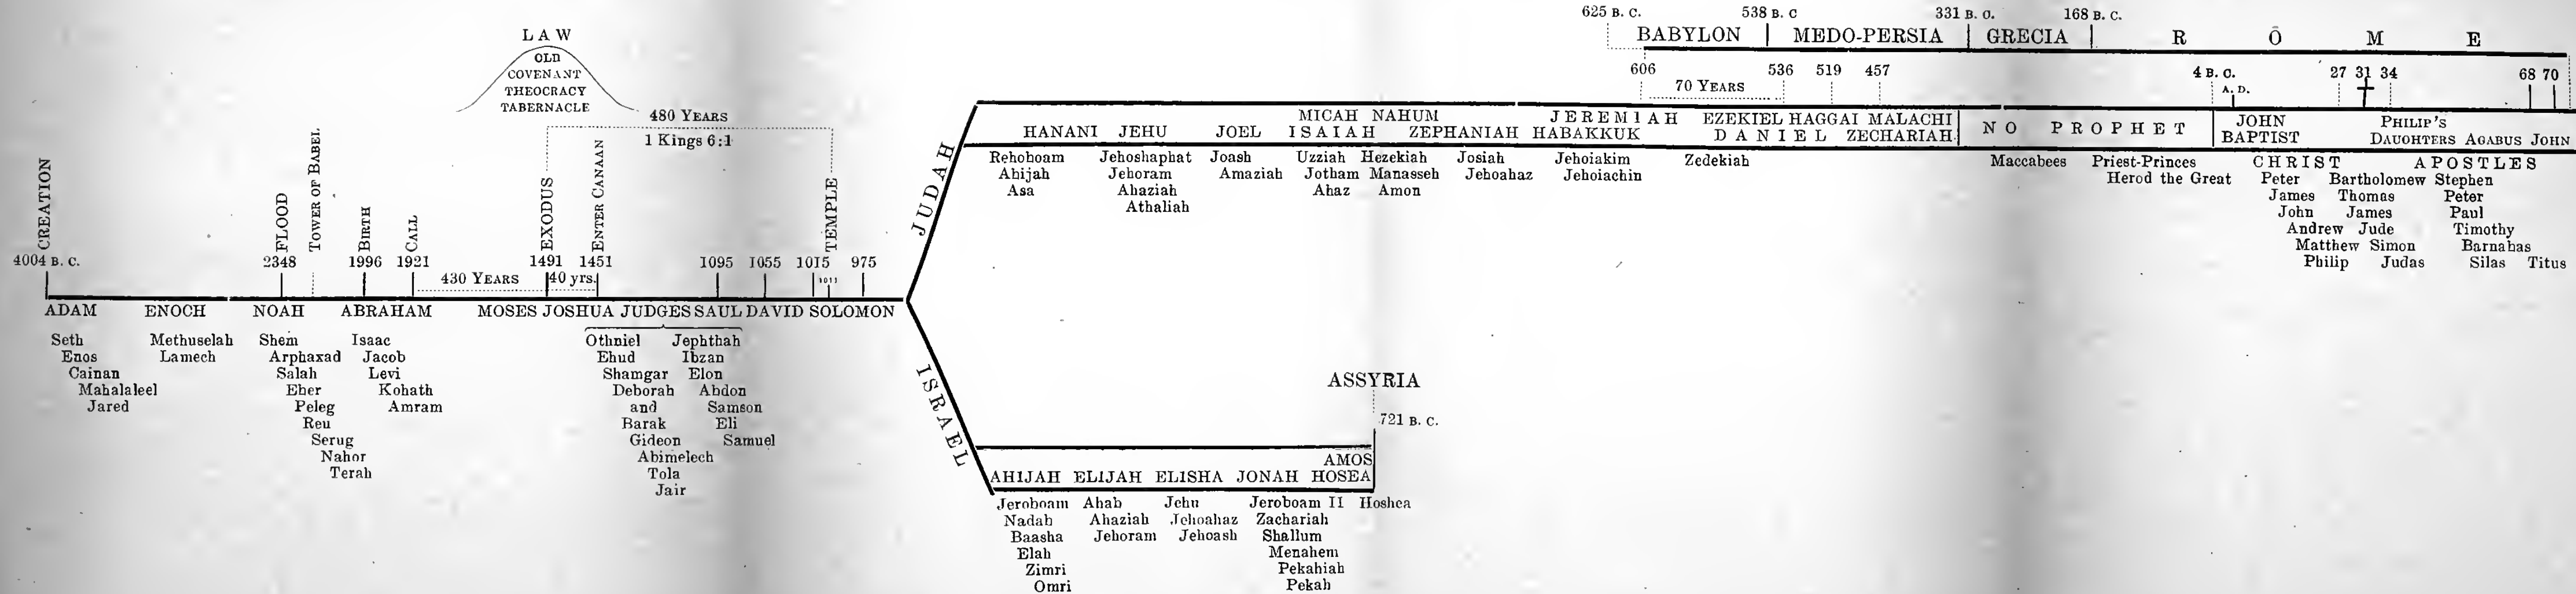 625 B. C. 538 B. C 331 B. C. 168 B. C.
BABYLON MEDO-PERSIA GRECIA R O M E
606 536 519 457 4 B. C. 27 31 34 68 70
70 YEARS A. D.
LAW
OLD
COVENANT
THEOCRACY
TABERNACLE
480 YEARS
1 Kings 6:1
CREATION
FLOOD
TOWER OF BABEL
BIRTH
CALL
EXODUS
ENTER CANAAN
TEMPLE
4004 B. C. 2348 1996 1921 1491 1451 1095 1055 1015 975
430 YEARS 40 yrs. 1011
ADAM ENOCH NOAH ABRAHAM MOSES JOSHUA JUDGES SAUL DAVID SOLOMON
Seth
Enos
Cainan
Mahalaleel
Jared
Methuselah
Lamech
Shem
Arphaxad
Salah
Eber
Peleg
Reu
Serug
Nahor
Terah
Isaac
Jacob
Levi
Kohath
Amram
Othniel
Ehud
Shamgar
Deborah
and
Barak
Gideon
Abimelech
Tola
Jair
Jephthah
Ibzan
Elon
Abdon
Samson
Eli
Samuel
JUDAH
MICAH NAHUM JEREMIAH EZEKIEL HAGGAI MALACHI
HANANI JEHU JOEL ISAIAH ZEPHANIAH HABAKKUK DANIEL ZECHARIAH
NO PROPHET
JOHN
BAPTIST
PHILIP'S
DAUGHTERS AGABUS JOHN
Rehoboam
Abijah
Asa
Jehoshaphat
Jehoram
Ahaziah
Athaliah
Joash
Amaziah
Uzziah
Jotham
Ahaz
Hezekiah
Manasseh
Amon
Josiah
Jehoahaz
Jehoiakim
Jehoiachin
Zedekiah
Maccabees
Priest-Princes
Herod the Great
CHRIST
Peter
James
John
Andrew
Matthew
Philip
Bartholomew
Thomas
James
Jude
Simon
Judas
APOSTLES
Stephen
Peter
Paul
Timothy
Barnabas
Silas Titus
ISRAEL
ASSYRIA
721 B. C.
AMOS
AHIJAH ELIJAH ELISHA JONAH HOSEA
Jeroboam
Nadab
Baasha
Elah
Zimri
Omri
Ahab
Ahaziah
Jehoram
Jehu
Jehoahaz
Jehoash
Jeroboam II
Zachariah
Shallum
Menahem
Pekahiah
Pekah
Hoshea